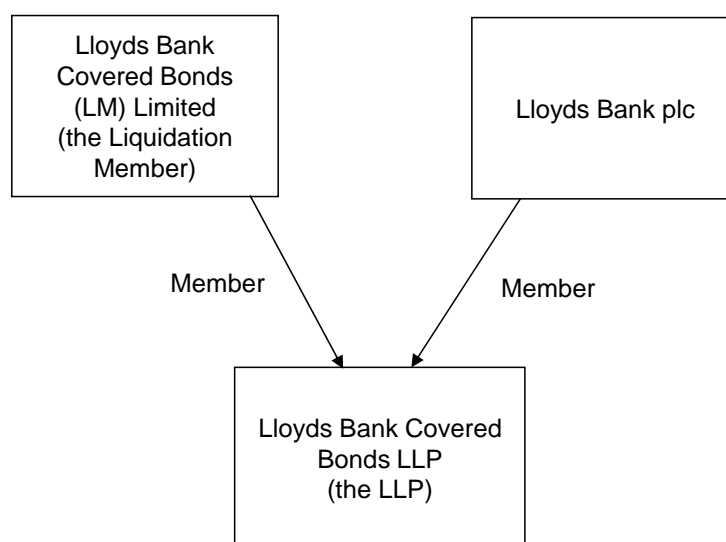 Lloyds Bank
Covered Bonds
(LM) Limited
(the Liquidation
Member)
Lloyds Bank plc
Member
Member
Lloyds Bank Covered
Bonds LLP
(the LLP)